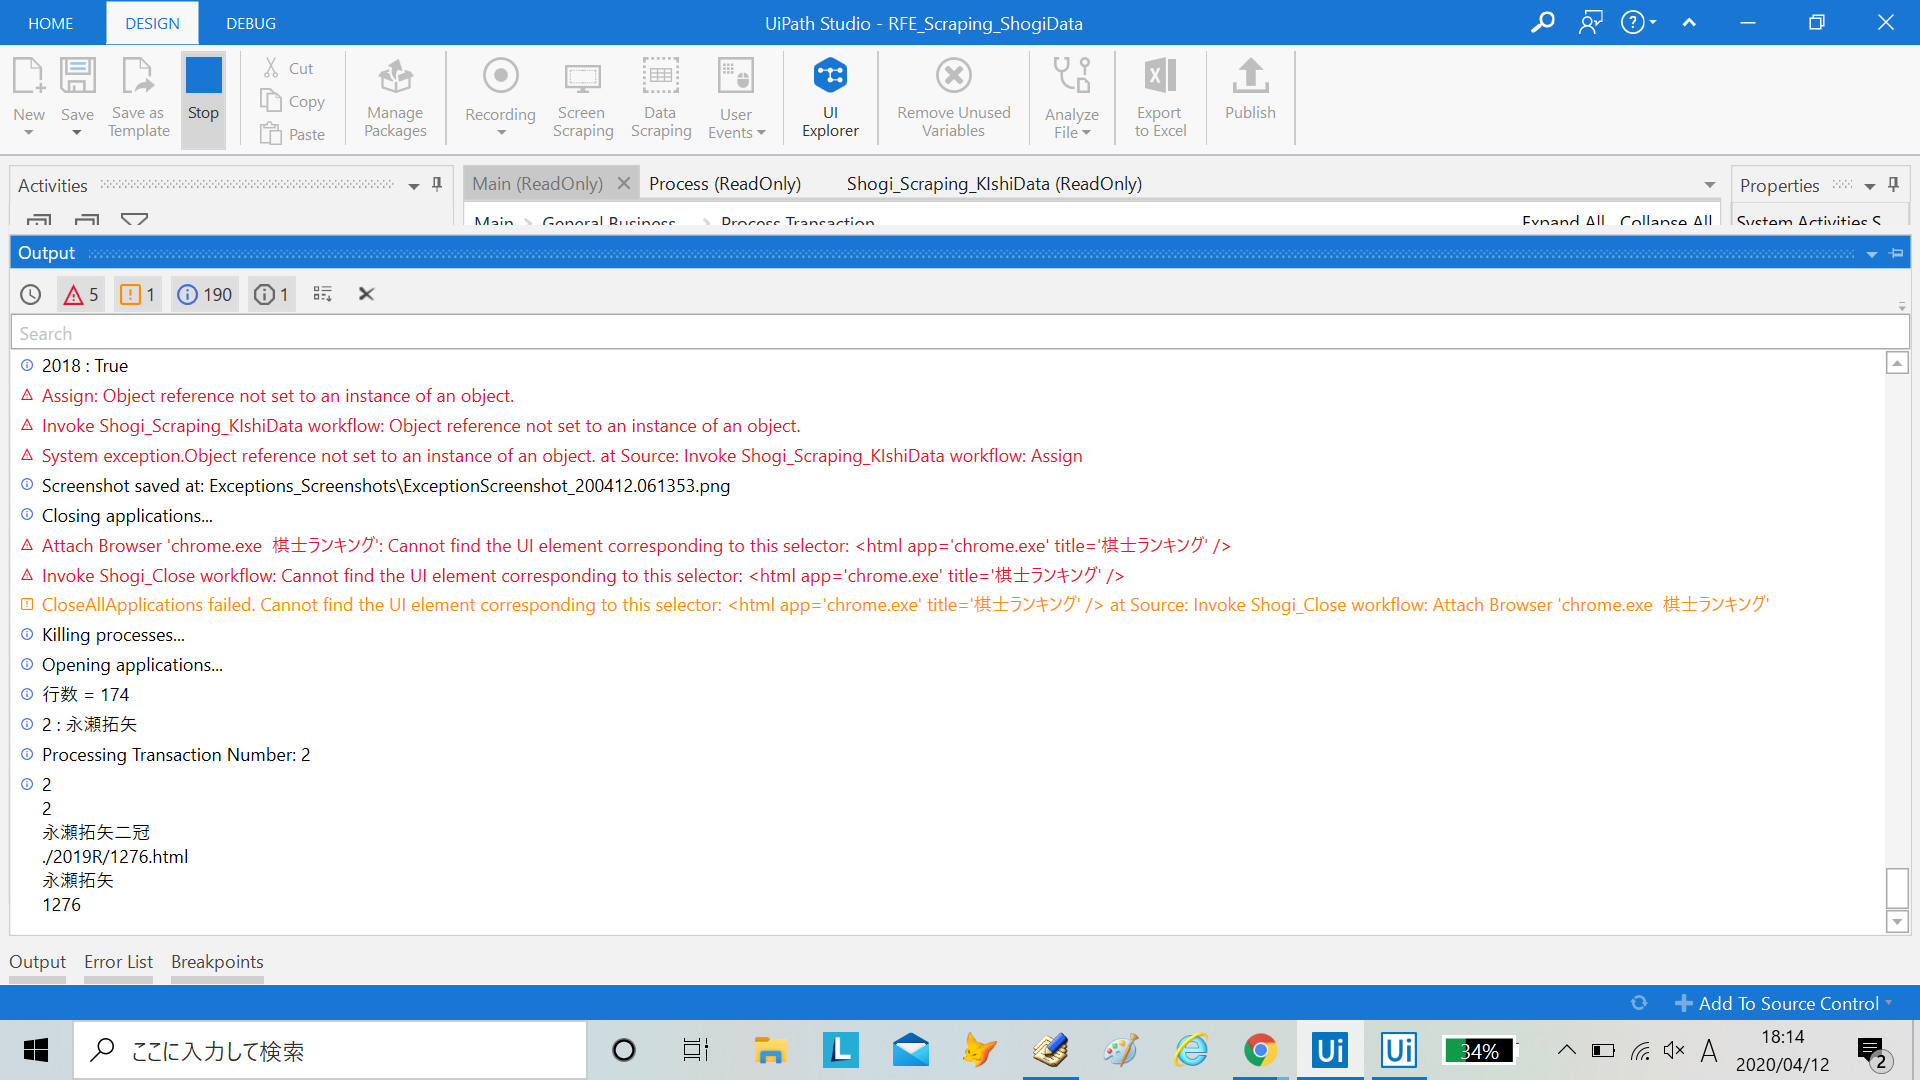 HOME DESIGN DEBUG UiPath Studio - RFE_Scraping_ShogiData
New Save Save as Template Stop
Cut
Copy
Paste
Manage Packages
Recording
Screen Scraping
Data Scraping
User Events
UI Explorer
Remove Unused Variables
Analyze File
Export to Excel
Publish
Activities
Main (ReadOnly) Process (ReadOnly) Shogi_Scraping_KIshiData (ReadOnly)
Properties
Main General Business Process Transaction Expand All Collapse All
System Activities S
Output
5 1 190 1
Search
2018 : True
Assign: Object reference not set to an instance of an object.
Invoke Shogi_Scraping_KIshiData workflow: Object reference not set to an instance of an object.
System exception.Object reference not set to an instance of an object. at Source: Invoke Shogi_Scraping_KIshiData workflow: Assign
Screenshot saved at: Exceptions_Screenshots\ExceptionScreenshot_200412.061353.png
Closing applications...
Attach Browser 'chrome.exe  棋士ランキング': Cannot find the UI element corresponding to this selector: <html app='chrome.exe' title='棋士ランキング' />
Invoke Shogi_Close workflow: Cannot find the UI element corresponding to this selector: <html app='chrome.exe' title='棋士ランキング' />
CloseAllApplications failed. Cannot find the UI element corresponding to this selector: <html app='chrome.exe' title='棋士ランキング' /> at Source: Invoke Shogi_Close workflow: Attach Browser 'chrome.exe  棋士ランキング'
Killing processes...
Opening applications...
行数 = 174
2 : 永瀬拓矢
Processing Transaction Number: 2
2
2
永瀬拓矢二冠
./2019R/1276.html
永瀬拓矢
1276
Output Error List Breakpoints
Add To Source Control
ここに入力して検索
L
Ui
Ui
34%
A
18:14
2020/04/12
2